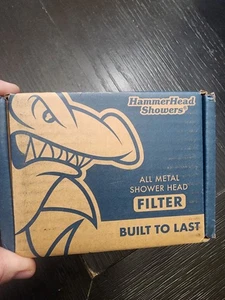 HammerHead
Showers®
ALL METAL
SHOWER HEAD
FILTER
BUILT TO LAST